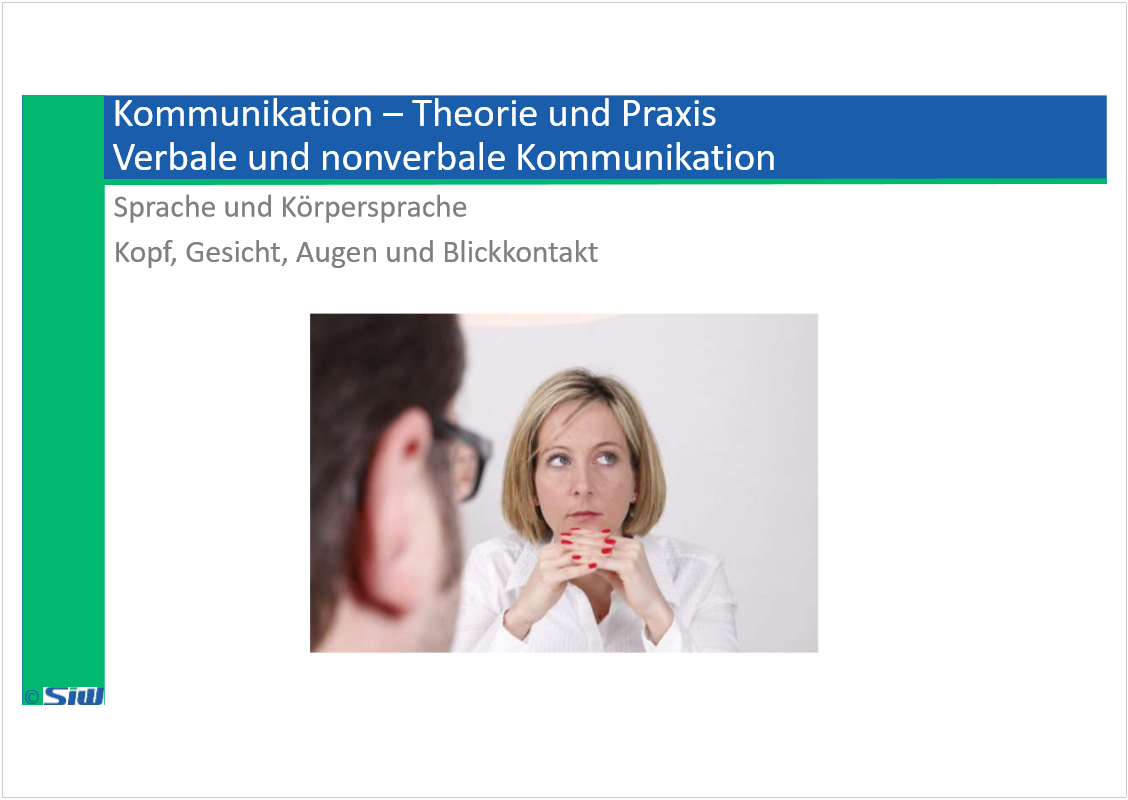 Kommunikation – Theorie und Praxis
Verbale und nonverbale Kommunikation
Sprache und Körpersprache
Kopf, Gesicht, Augen und Blickkontakt
© SiW